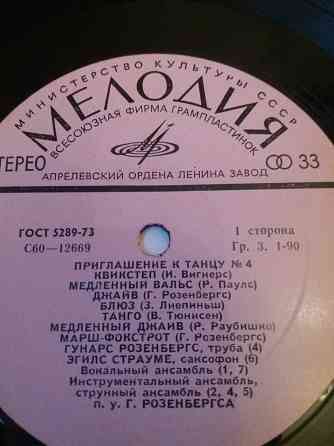 МИНИСТЕРСТВО КУЛЬТУРЫ СССР
МЕЛОДИЯ
ВСЕСОЮЗНАЯ ФИРМА ГРАМПЛАСТИНОК
СТЕРЕО
33
АПРЕЛЕВСКИЙ ОРДЕНА ЛЕНИНА ЗАВОД
ГОСТ 5289-73
С60—12669
1 сторона
Гр. 3. 1-90
ПРИГЛАШЕНИЕ К ТАНЦУ № 4
КВИКСТЕП (И. Вигнерс)
МЕДЛЕННЫЙ ВАЛЬС (Р. Паулс)
ДЖАЙВ (Г. Розенбергс)
БЛЮЗ (З. Лиепиньш)
ТАНГО (В. Тюнисен)
МЕДЛЕННЫЙ ДЖАЙВ (Р. Раубишко)
МАРШ-ФОКСТРОТ (Г. Розенбергс)
ГУНАРС РОЗЕНБЕРГС, труба (4)
ЭГИЛС СТРАУМЕ, саксофон (6)
Вокальный ансамбль (1, 7)
Инструментальный ансамбль,
струнный ансамбль (2, 4, 5)
п. у. Г. РОЗЕНБЕРГСА